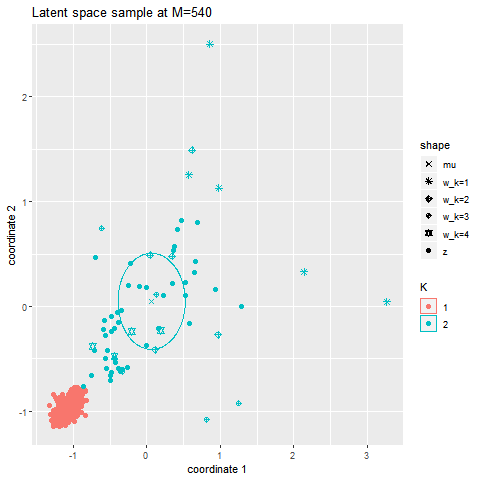 Latent space sample at M=540
coordinate 2
2
1
0
-1
-1
0
1
2
3
coordinate 1
shape
mu
w_k=1
w_k=2
w_k=3
w_k=4
z
K
1
2